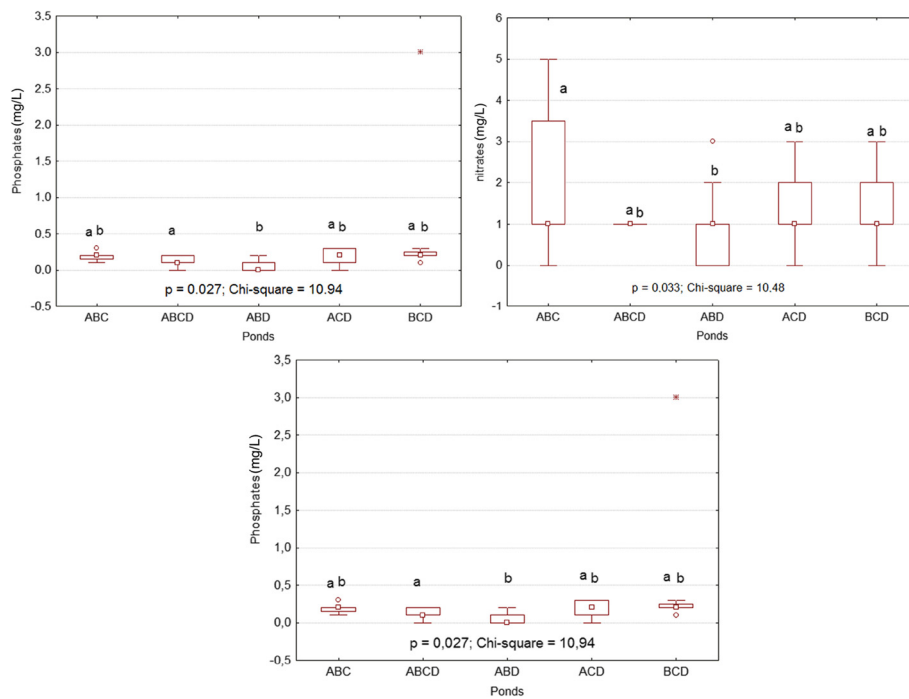 Phosphates (mg/L)
3.5
3.0
2.5
2.0
1.5
1.0
0.5
0.0
-0.5
a b
a
b
a b
a b
p = 0.027; Chi-square = 10.94
ABC ABCD ABD ACD BCD
Ponds
nitrates (mg/L)
6
5
4
3
2
1
0
-1
a
a b
b
a b
a b
p = 0.033; Chi-square = 10.48
ABC ABCD ABD ACD BCD
Ponds
Phosphates (mg/L)
3,5
3,0
2,5
2,0
1,5
1,0
0,5
0,0
-0,5
a b
a
b
a b
a b
p = 0,027; Chi-square = 10,94
ABC ABCD ABD ACD BCD
Ponds